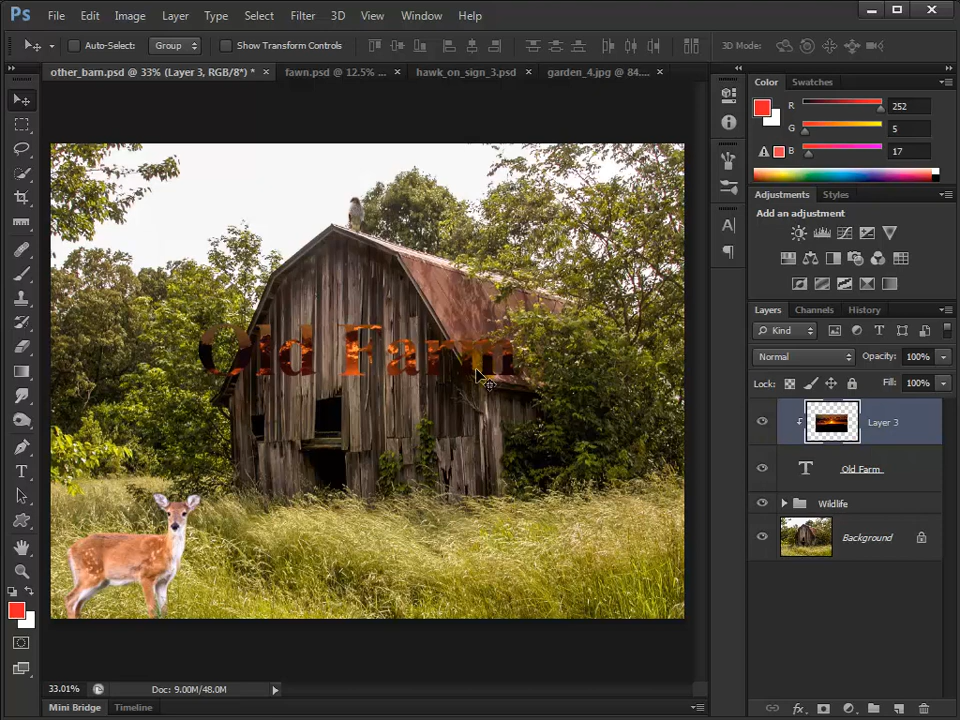 Ps File Edit Image Layer Type Select Filter 3D View Window Help
Auto-Select: Group Show Transform Controls 3D Mode:
other_barn.psd @ 33% (Layer 3, RGB/8*) * × fawn.psd @ 12.5% ... × hawk_on_sign_3.psd × garden_4.jpg @ 84.... ×
Color Swatches
R 252
G 5
B 17
Adjustments Styles
Add an adjustment
Layers Channels History
Kind
Normal Opacity: 100%
Lock: Fill: 100%
Layer 3
Old Farm
Wildlife
Background
Old Farm
33.01% Doc: 9.00M/48.0M
Mini Bridge Timeline